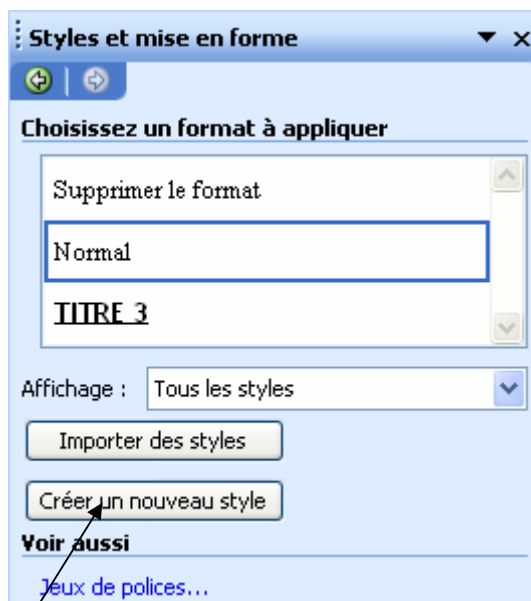 Styles et mise en forme
Choisissez un format à appliquer
Supprimer le format
Normal
TITRE 3
Affichage : Tous les styles
Importer des styles
Créer un nouveau style
Voir aussi
Jeux de polices...